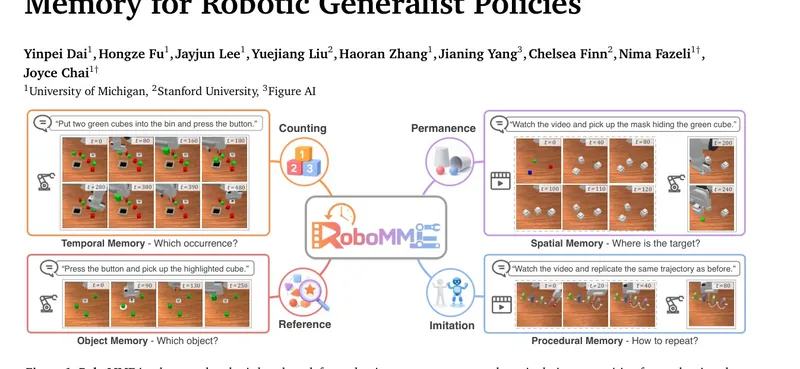 Memory for Robotic Generalist Policies
Yinpei Dai¹, Hongze Fu¹, Jayjun Lee¹, Yuejiang Liu², Haoran Zhang¹, Jianing Yang³, Chelsea Finn², Nima Fazeli¹†,
Joyce Chai¹†
¹University of Michigan, ²Stanford University, ³Figure AI
"Put two green cubes into the bin and press the button."
t=0 t=80 t=160 t=180
t=280 t=380 t=390 t=480
Temporal Memory - Which occurrence?
Counting
1
2 3
Permanence
"Watch the video and pick up the mask hiding the green cube."
t=0 t=40 t=80 t=200
t=100 t=110 t=120 t=240
Spatial Memory - Where is the target?
RoboMME
"Press the button and pick up the highlighted cube."
t=0 t=90 t=130 t=250
Object Memory - Which object?
Reference
Imitation
"Watch the video and replicate the same trajectory as before."
t=0 t=20 t=40 t=80
Procedural Memory - How to repeat?